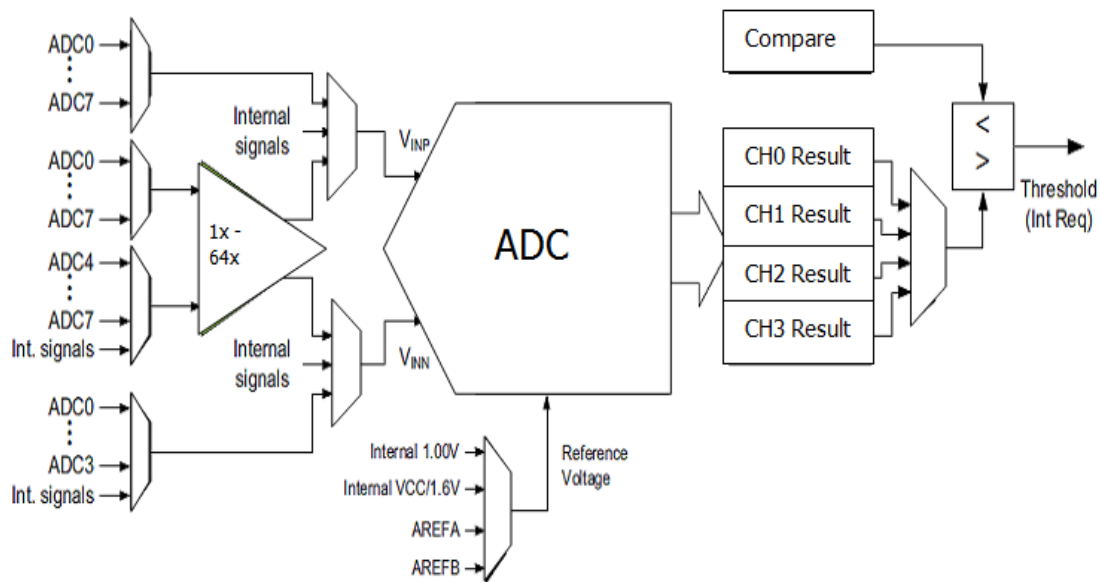 ADC0
ADC7
ADC0
ADC7
ADC4
ADC7
Int. signals
ADC0
ADC3
Int. signals
1x -
64x
Internal
signals
Internal
signals
VINP
VINN
ADC
Internal 1.00V
Internal VCC/1.6V
AREFA
AREFB
Reference
Voltage
Compare
CH0 Result
CH1 Result
CH2 Result
CH3 Result
<
>
Threshold
(Int Req)